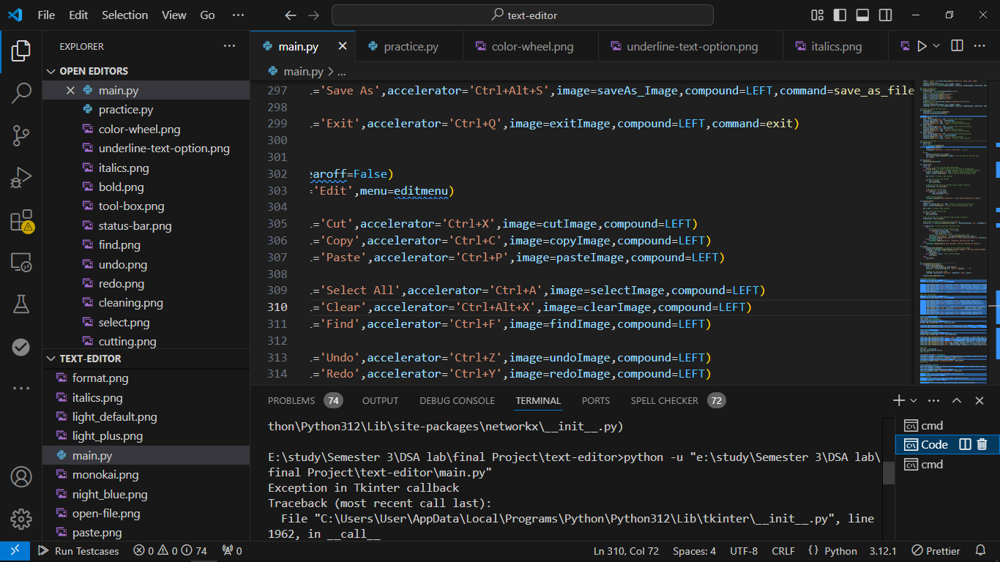 File Edit Selection View Go ···
text-editor
EXPLORER
OPEN EDITORS
main.py
practice.py
color-wheel.png
underline-text-option.png
italics.png
bold.png
tool-box.png
status-bar.png
find.png
undo.png
redo.png
cleaning.png
select.png
cutting.png
TEXT-EDITOR
format.png
italics.png
light_default.png
light_plus.png
main.py
monokai.png
night_blue.png
open-file.png
paste.png
main.py practice.py color-wheel.png underline-text-option.png italics.png
main.py > ...
297 .='Save As',accelerator='Ctrl+Alt+S',image=saveAs_Image,compound=LEFT,command=save_as_file
298
299 .='Exit',accelerator='Ctrl+Q',image=exitImage,compound=LEFT,command=exit)
300
301
302 earoff=False)
303 ='Edit',menu=editmenu)
304
305 .='Cut',accelerator='Ctrl+X',image=cutImage,compound=LEFT)
306 .='Copy',accelerator='Ctrl+C',image=copyImage,compound=LEFT)
307 .='Paste',accelerator='Ctrl+P',image=pasteImage,compound=LEFT)
308
309 .='Select All',accelerator='Ctrl+A',image=selectImage,compound=LEFT)
310 .='Clear',accelerator='Ctrl+Alt+X',image=clearImage,compound=LEFT)
311 .='Find',accelerator='Ctrl+F',image=findImage,compound=LEFT)
312
313 .='Undo',accelerator='Ctrl+Z',image=undoImage,compound=LEFT)
314 .='Redo',accelerator='Ctrl+Y',image=redoImage,compound=LEFT)
PROBLEMS 74 OUTPUT DEBUG CONSOLE TERMINAL PORTS SPELL CHECKER 72
thon\Python312\Lib\site-packages\networkx\__init__.py)
E:\study\Semester 3\DSA lab\final Project\text-editor>python -u "e:\study\Semester 3\DSA lab\
final Project\text-editor\main.py"
Exception in Tkinter callback
Traceback (most recent call last):
File "C:\Users\User\AppData\Local\Programs\Python\Python312\Lib\tkinter\__init__.py", line
1962, in __call__
cmd
Code
cmd
Run Testcases 0 0 74 0 Ln 310, Col 72 Spaces: 4 UTF-8 CRLF {} Python 3.12.1 Prettier